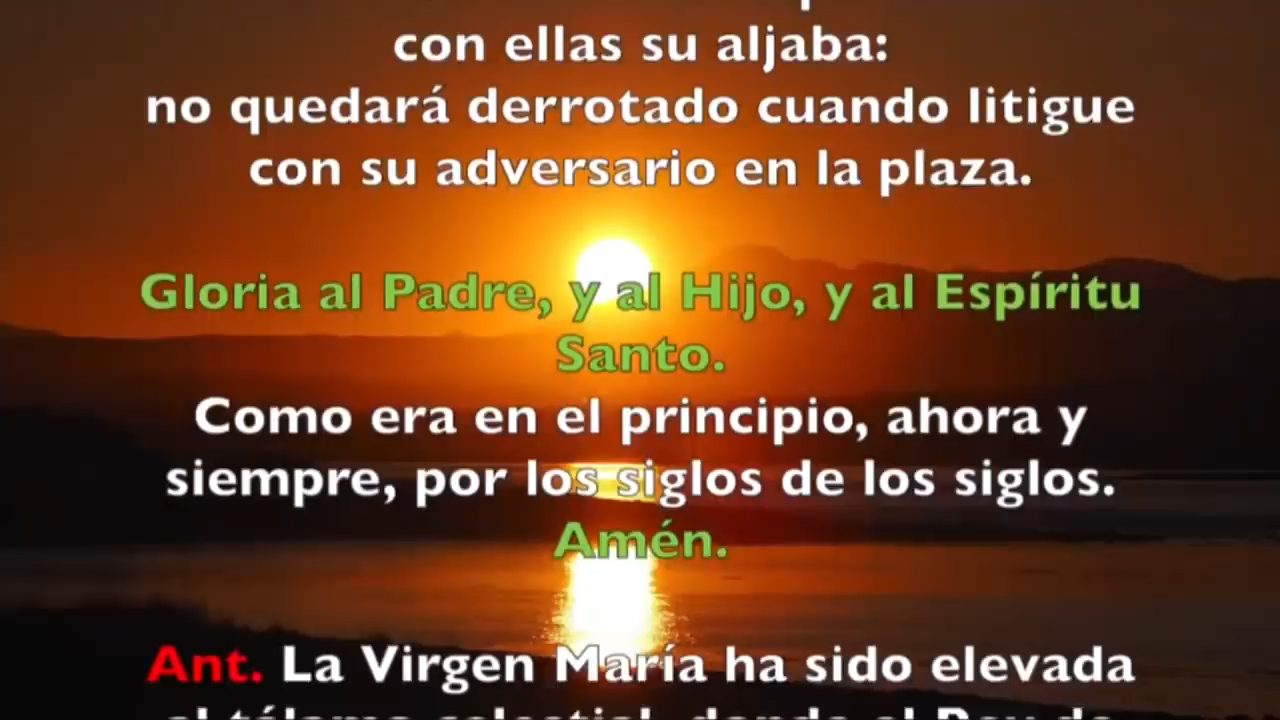 con ellas su aljaba:
no quedará derrotado cuando litigue
con su adversario en la plaza.
Gloria al Padre, y al Hijo, y al Espíritu
Santo.
Como era en el principio, ahora y
siempre, por los siglos de los siglos.
Amén.
Ant. La Virgen María ha sido elevada